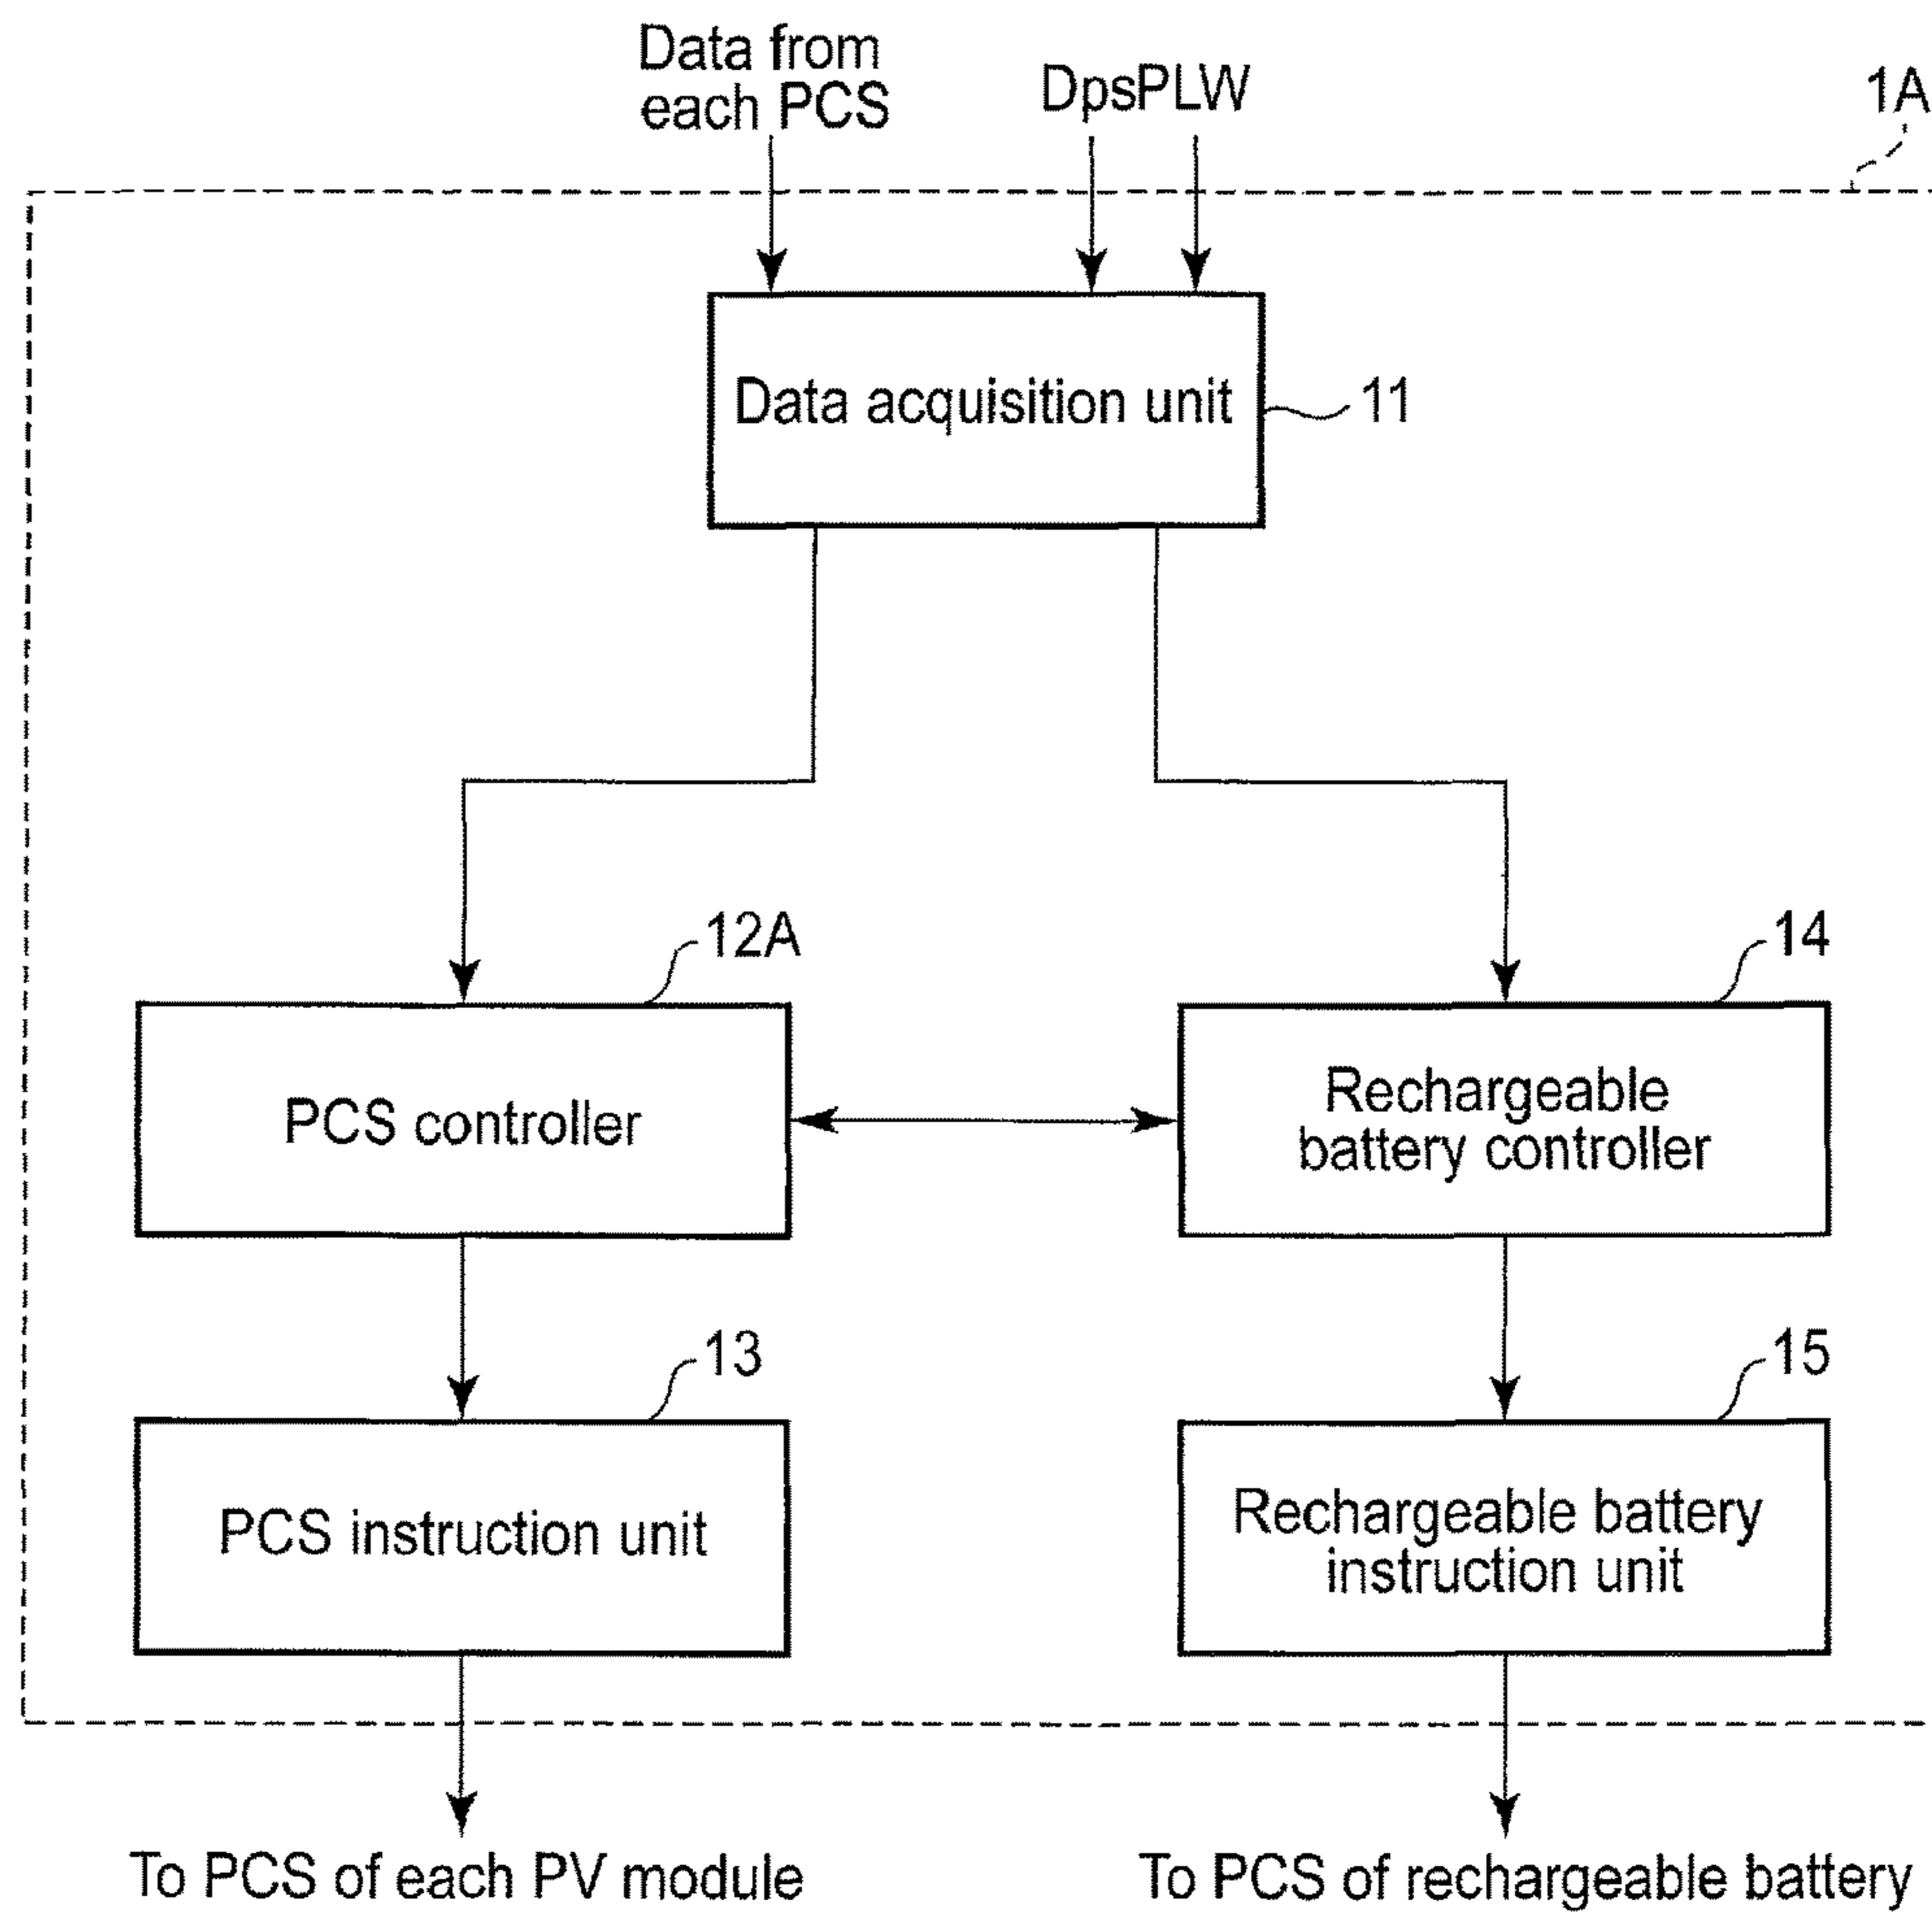 Data from
each PCS
DpsPLW
1A
Data acquisition unit
11
12A
14
PCS controller
Rechargeable
battery controller
13
15
PCS instruction unit
Rechargeable battery
instruction unit
To PCS of each PV module
To PCS of rechargeable battery